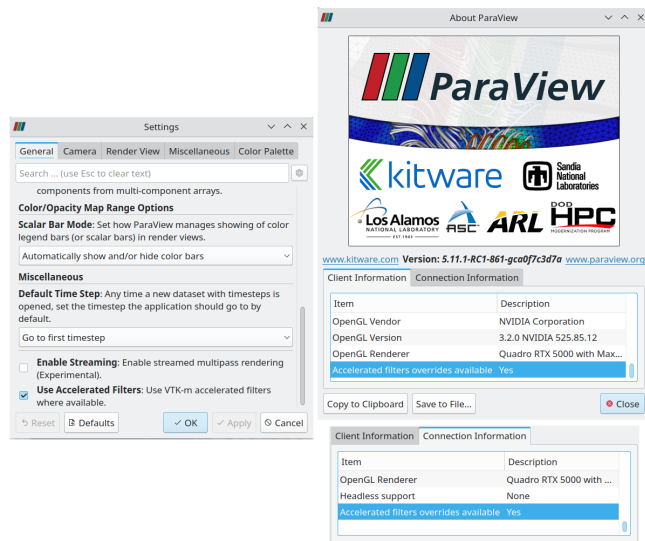 Settings
General Camera Render View Miscellaneous Color Palette
Search ... (use Esc to clear text)
components from multi-component arrays.
Color/Opacity Map Range Options
Scalar Bar Mode: Set how ParaView manages showing of color
legend bars (or scalar bars) in render views.
Automatically show and/or hide color bars
Miscellaneous
Default Time Step: Any time a new dataset with timesteps is
opened, set the timestep the application should go to by
default.
Go to first timestep
Enable Streaming: Enable streamed multipass rendering
(Experimental).
Use Accelerated Filters: Use VTK-m accelerated filters
where available.
Reset Defaults OK Apply Cancel
About ParaView
ParaView
kitware
Sandia
National
Laboratories
Los Alamos
NATIONAL LABORATORY
EST. 1943
ASC
ARL
DOD
HPC
MODERNIZATION PROGRAM
www.kitware.com Version: 5.11.1-RC1-861-gca0f7c3d7a www.paraview.org
Client Information Connection Information
Item Description
OpenGL Vendor NVIDIA Corporation
OpenGL Version 3.2.0 NVIDIA 525.85.12
OpenGL Renderer Quadro RTX 5000 with Max...
Accelerated filters overrides available Yes
Copy to Clipboard Save to File... Close
Client Information Connection Information
Item Description
OpenGL Renderer Quadro RTX 5000 with ...
Headless support None
Accelerated filters overrides available Yes